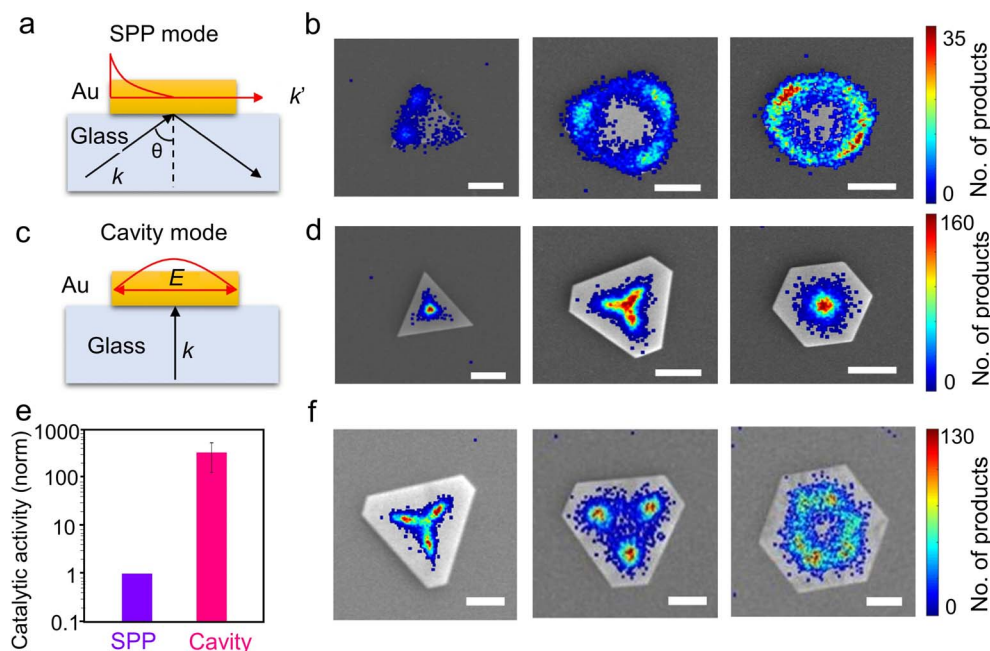 a
SPP mode
Au
k'
Glass
θ
k
b
35
0
No. of products
c
Cavity mode
Au
E
Glass
k
d
160
0
No. of products
e
Catalytic activity (norm)
1000
100
10
1
0.1
SPP
Cavity
f
130
0
No. of products